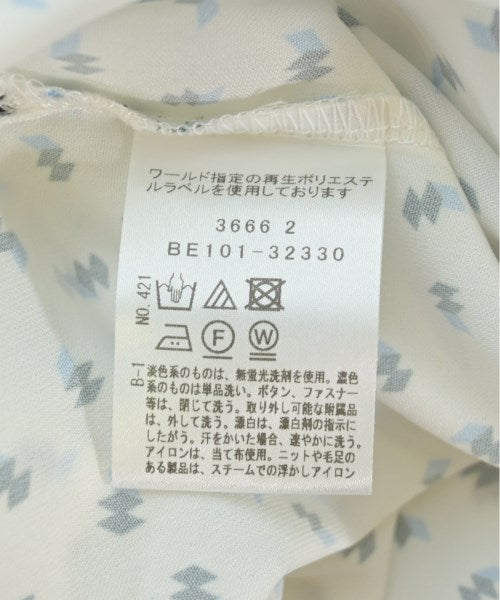 ワールド指定の再生ポリエステ
ルラベルを使用しております
3666 2
BE101-32330
NO.421
F
W
B-1
淡色系のものは、無蛍光洗剤を使用。濃色
系のものは単品洗い。ボタン、ファスナー
等は、閉じて洗う。取り外し可能な附属品
は、外して洗う。漂白は、漂白剤の指示に
したがう。汗をかいた場合、速やかに洗う。
アイロンは、当て布使用。ニットや毛足の
ある製品は、スチームでの浮かしアイロン